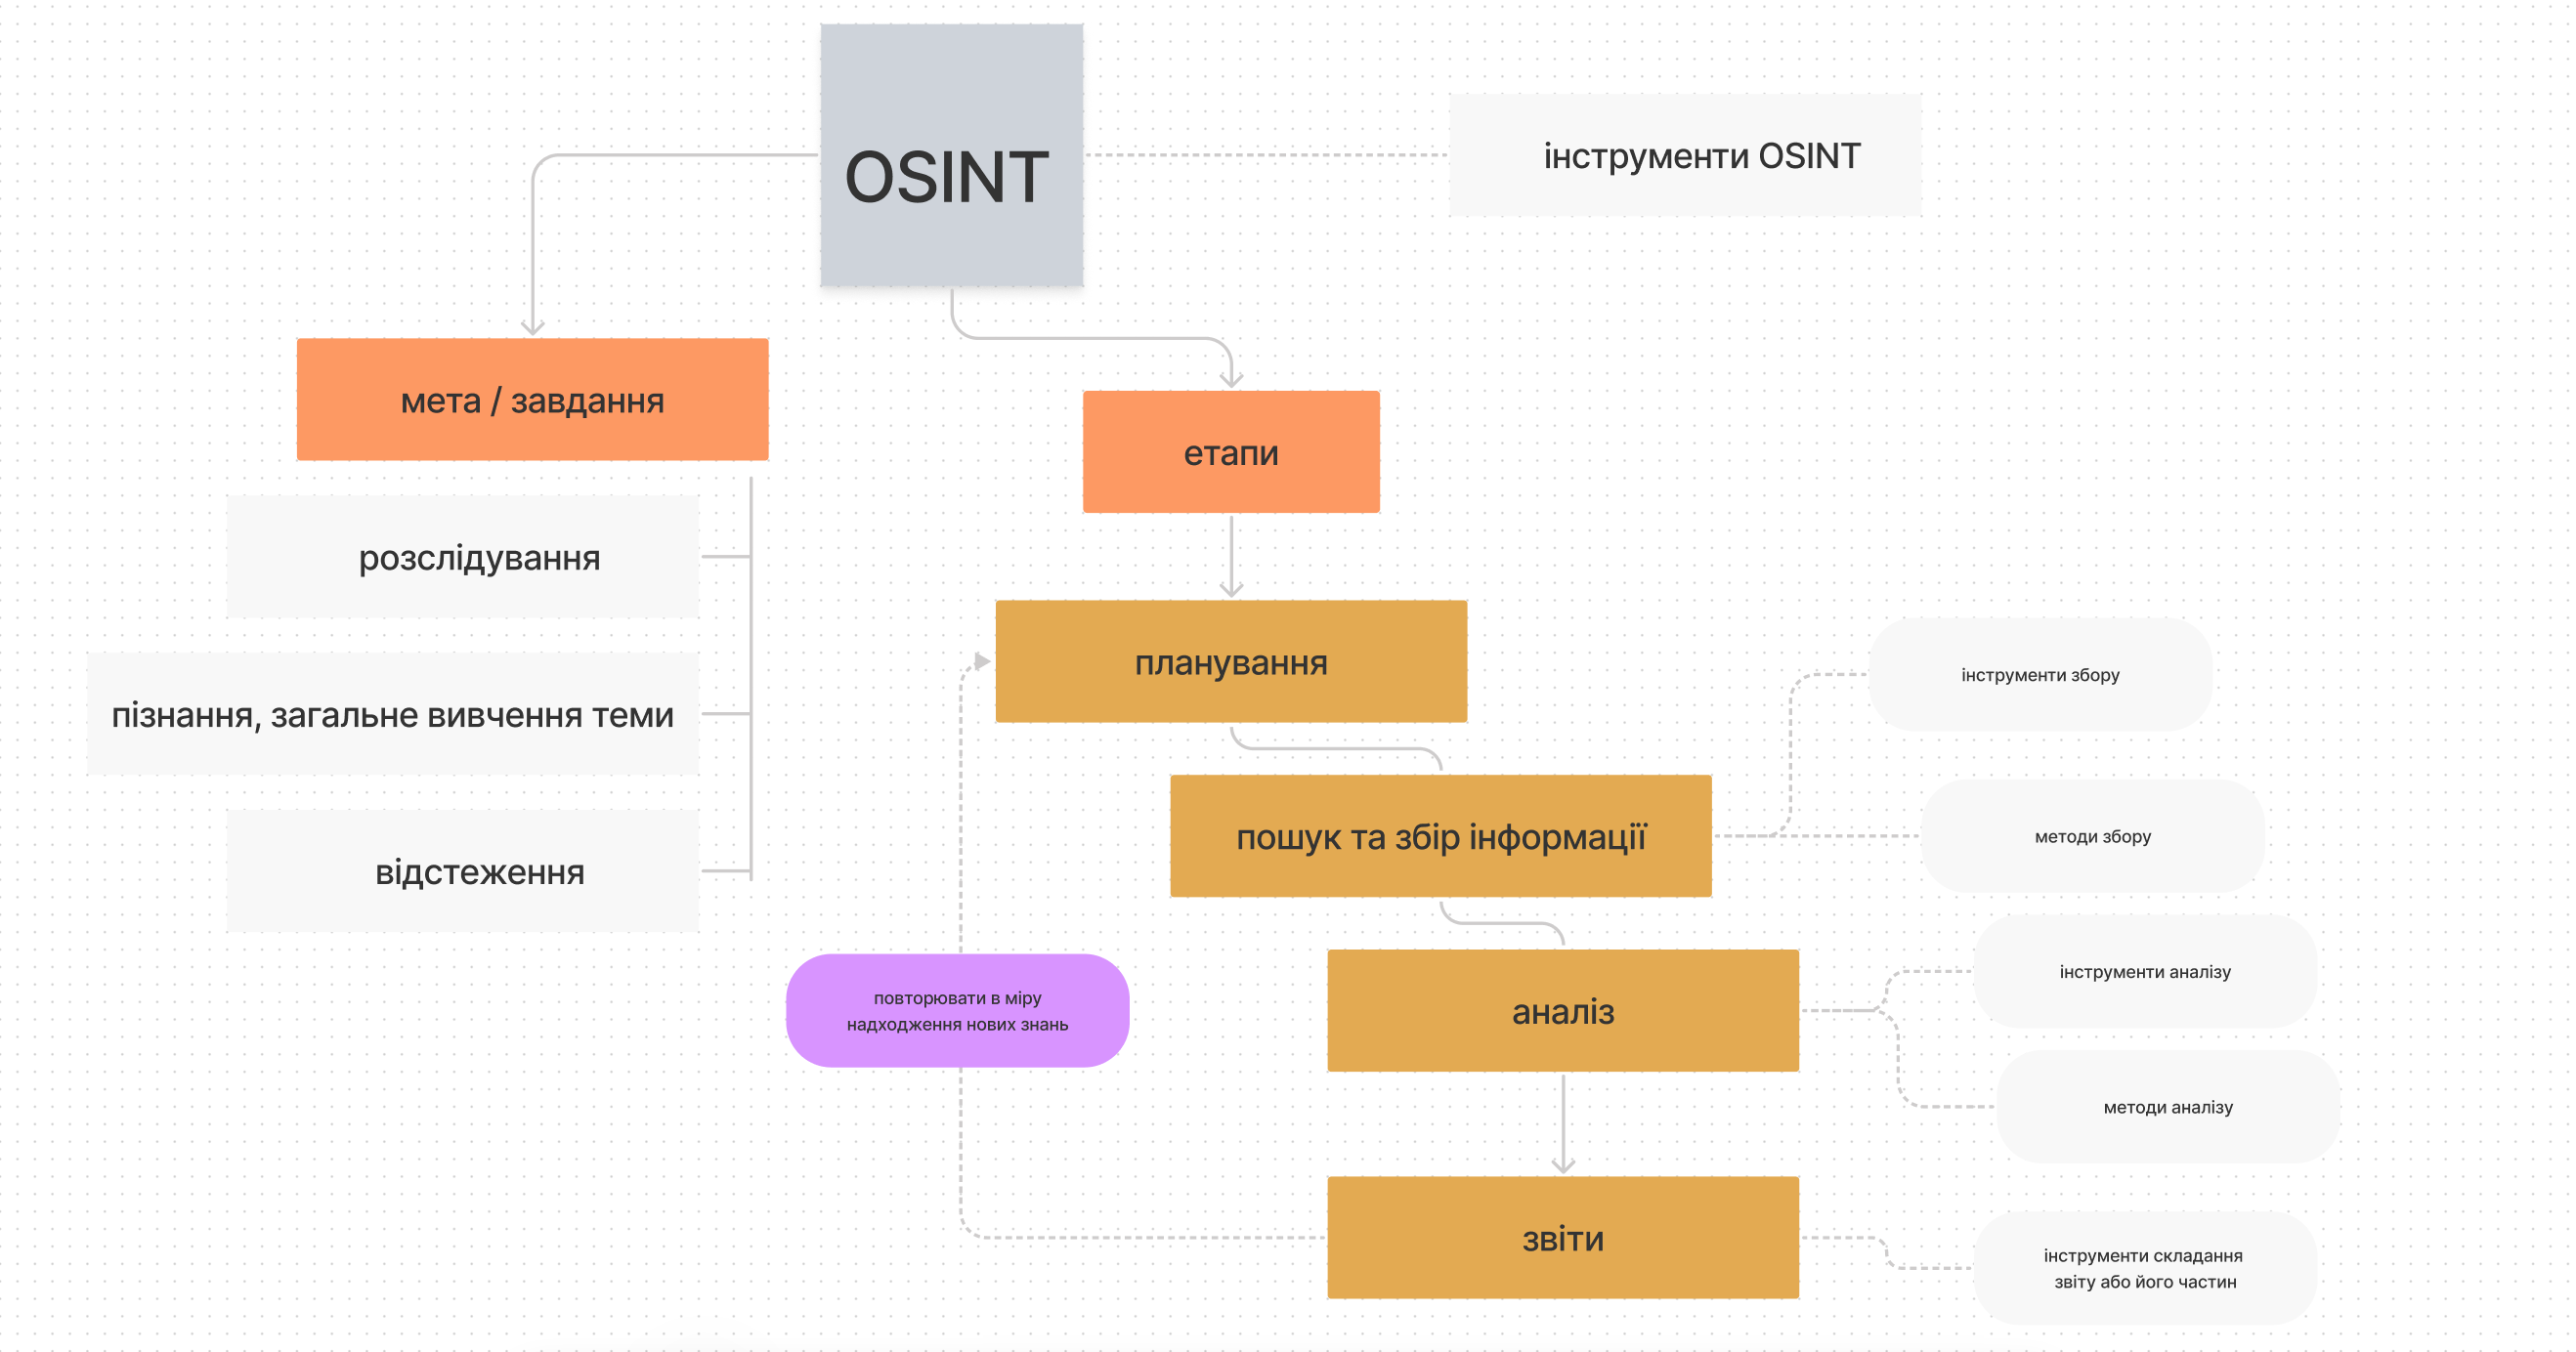 OSINT
інструменти OSINT
мета / завдання
етапи
розслідування
пізнання, загальне вивчення теми
відстеження
планування
інструменти збору
пошук та збір інформації
методи збору
повторювати в міру
надходження нових знань
аналіз
інструменти аналізу
методи аналізу
звіти
інструменти складання
звіту або його частин